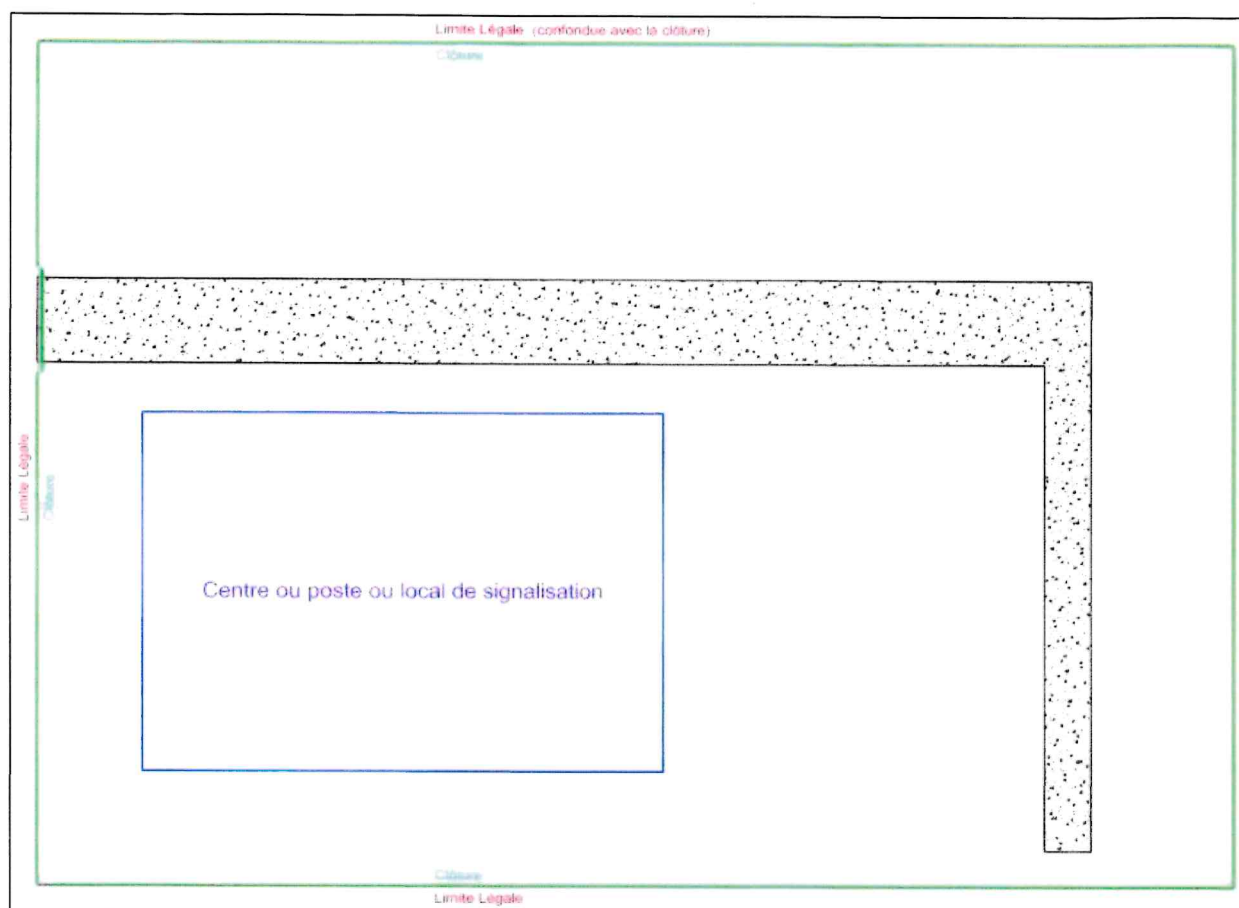 Limite Légale (confondue avec la clôture)
Clôture
Limite Légale
Clôture
Centre ou poste ou local de signalisation
Clôture
Limite Légale